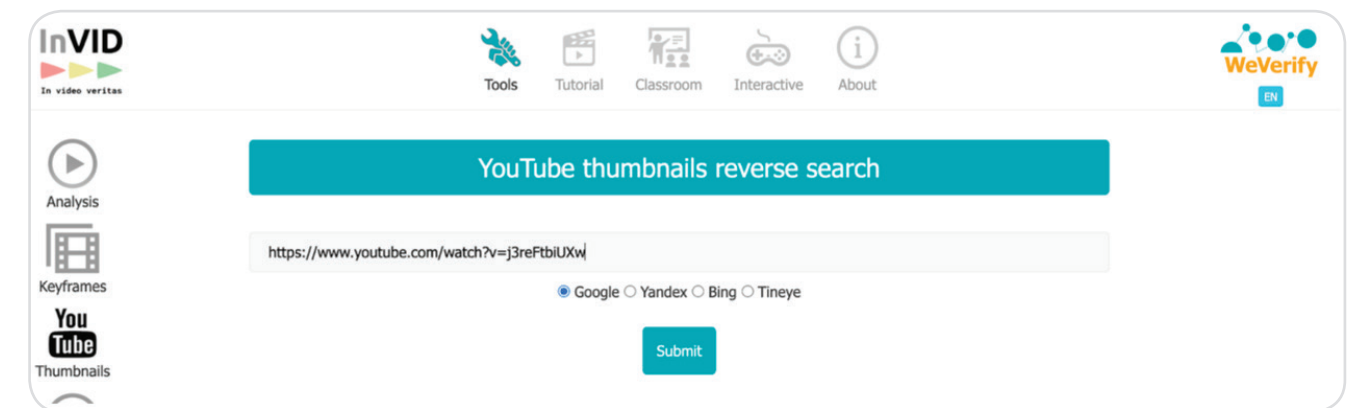 InVID
In video veritas
Tools
Tutorial
Classroom
Interactive
About
WeVerify
EN
Analysis
Keyframes
You
Tube
Thumbnails
YouTube thumbnails reverse search
https://www.youtube.com/watch?v=j3reFtbiUXw
Google Yandex Bing Tineye
Submit